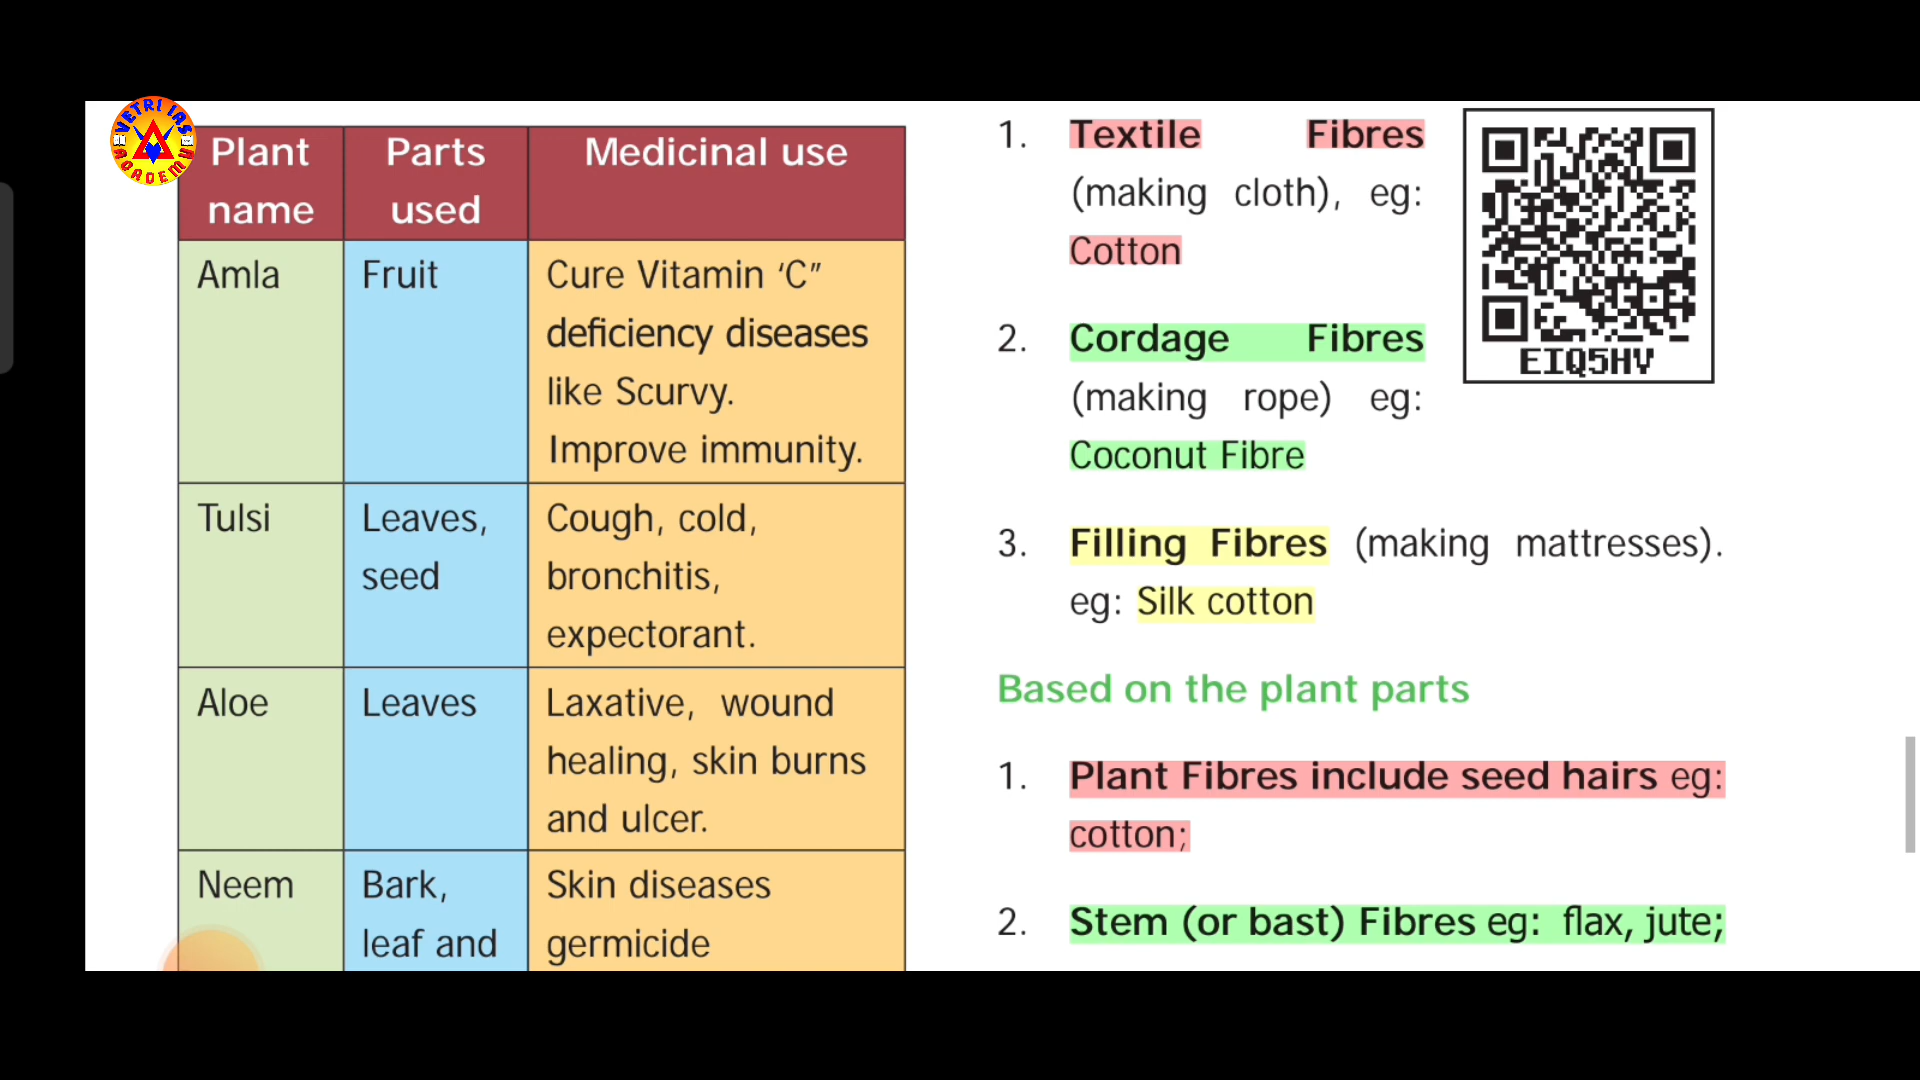 VETRI IAS
ACADEMY
Plant name
Parts used
Medicinal use
Amla
Fruit
Cure Vitamin ‘C”
deficiency diseases
like Scurvy.
Improve immunity.
Tulsi
Leaves,
seed
Cough, cold,
bronchitis,
expectorant.
Aloe
Leaves
Laxative, wound
healing, skin burns
and ulcer.
Neem
Bark,
leaf and
Skin diseases
germicide
1. Textile Fibres
(making cloth), eg:
Cotton
EIQ5HV
2. Cordage Fibres
(making rope) eg:
Coconut Fibre
3. Filling Fibres (making mattresses).
eg: Silk cotton
Based on the plant parts
1. Plant Fibres include seed hairs eg:
cotton;
2. Stem (or bast) Fibres eg: flax, jute;